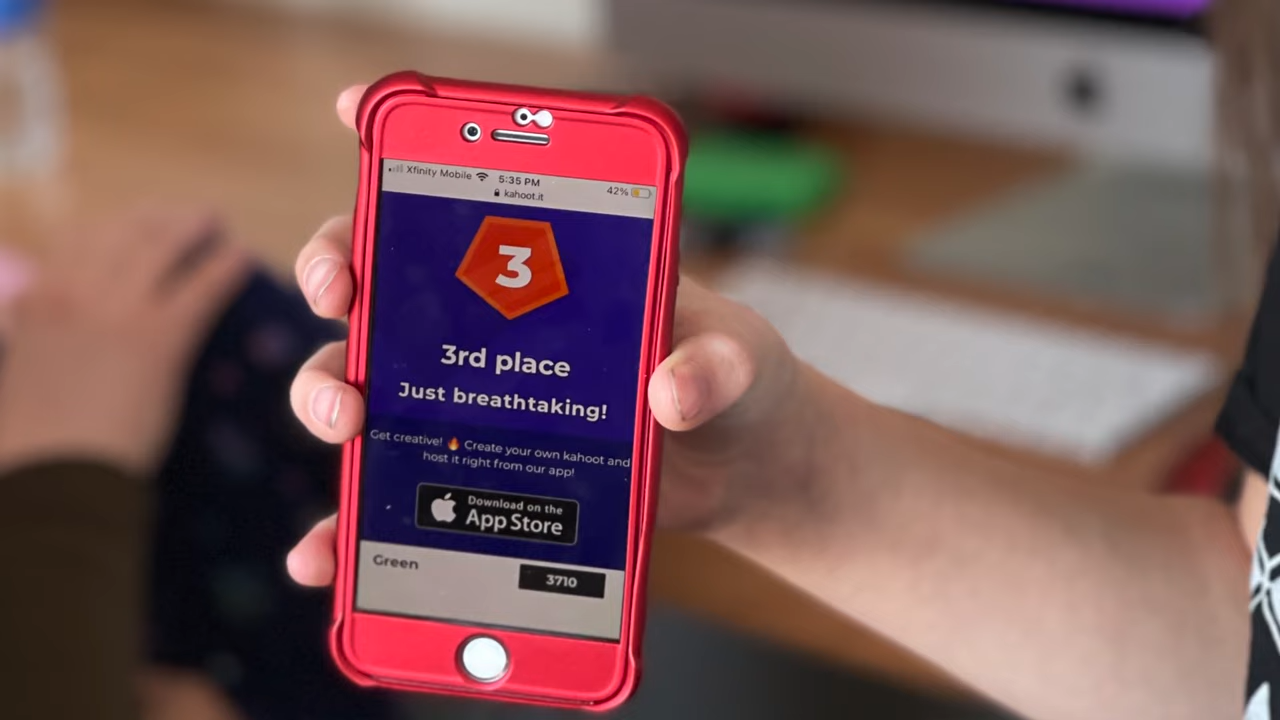 Xfinity Mobile 5:35 PM 42%
kahoot.it
3
3rd place
Just breathtaking!
Get creative! 🔥 Create your own kahoot and
host it right from our app!
Download on the
App Store
Green 3710